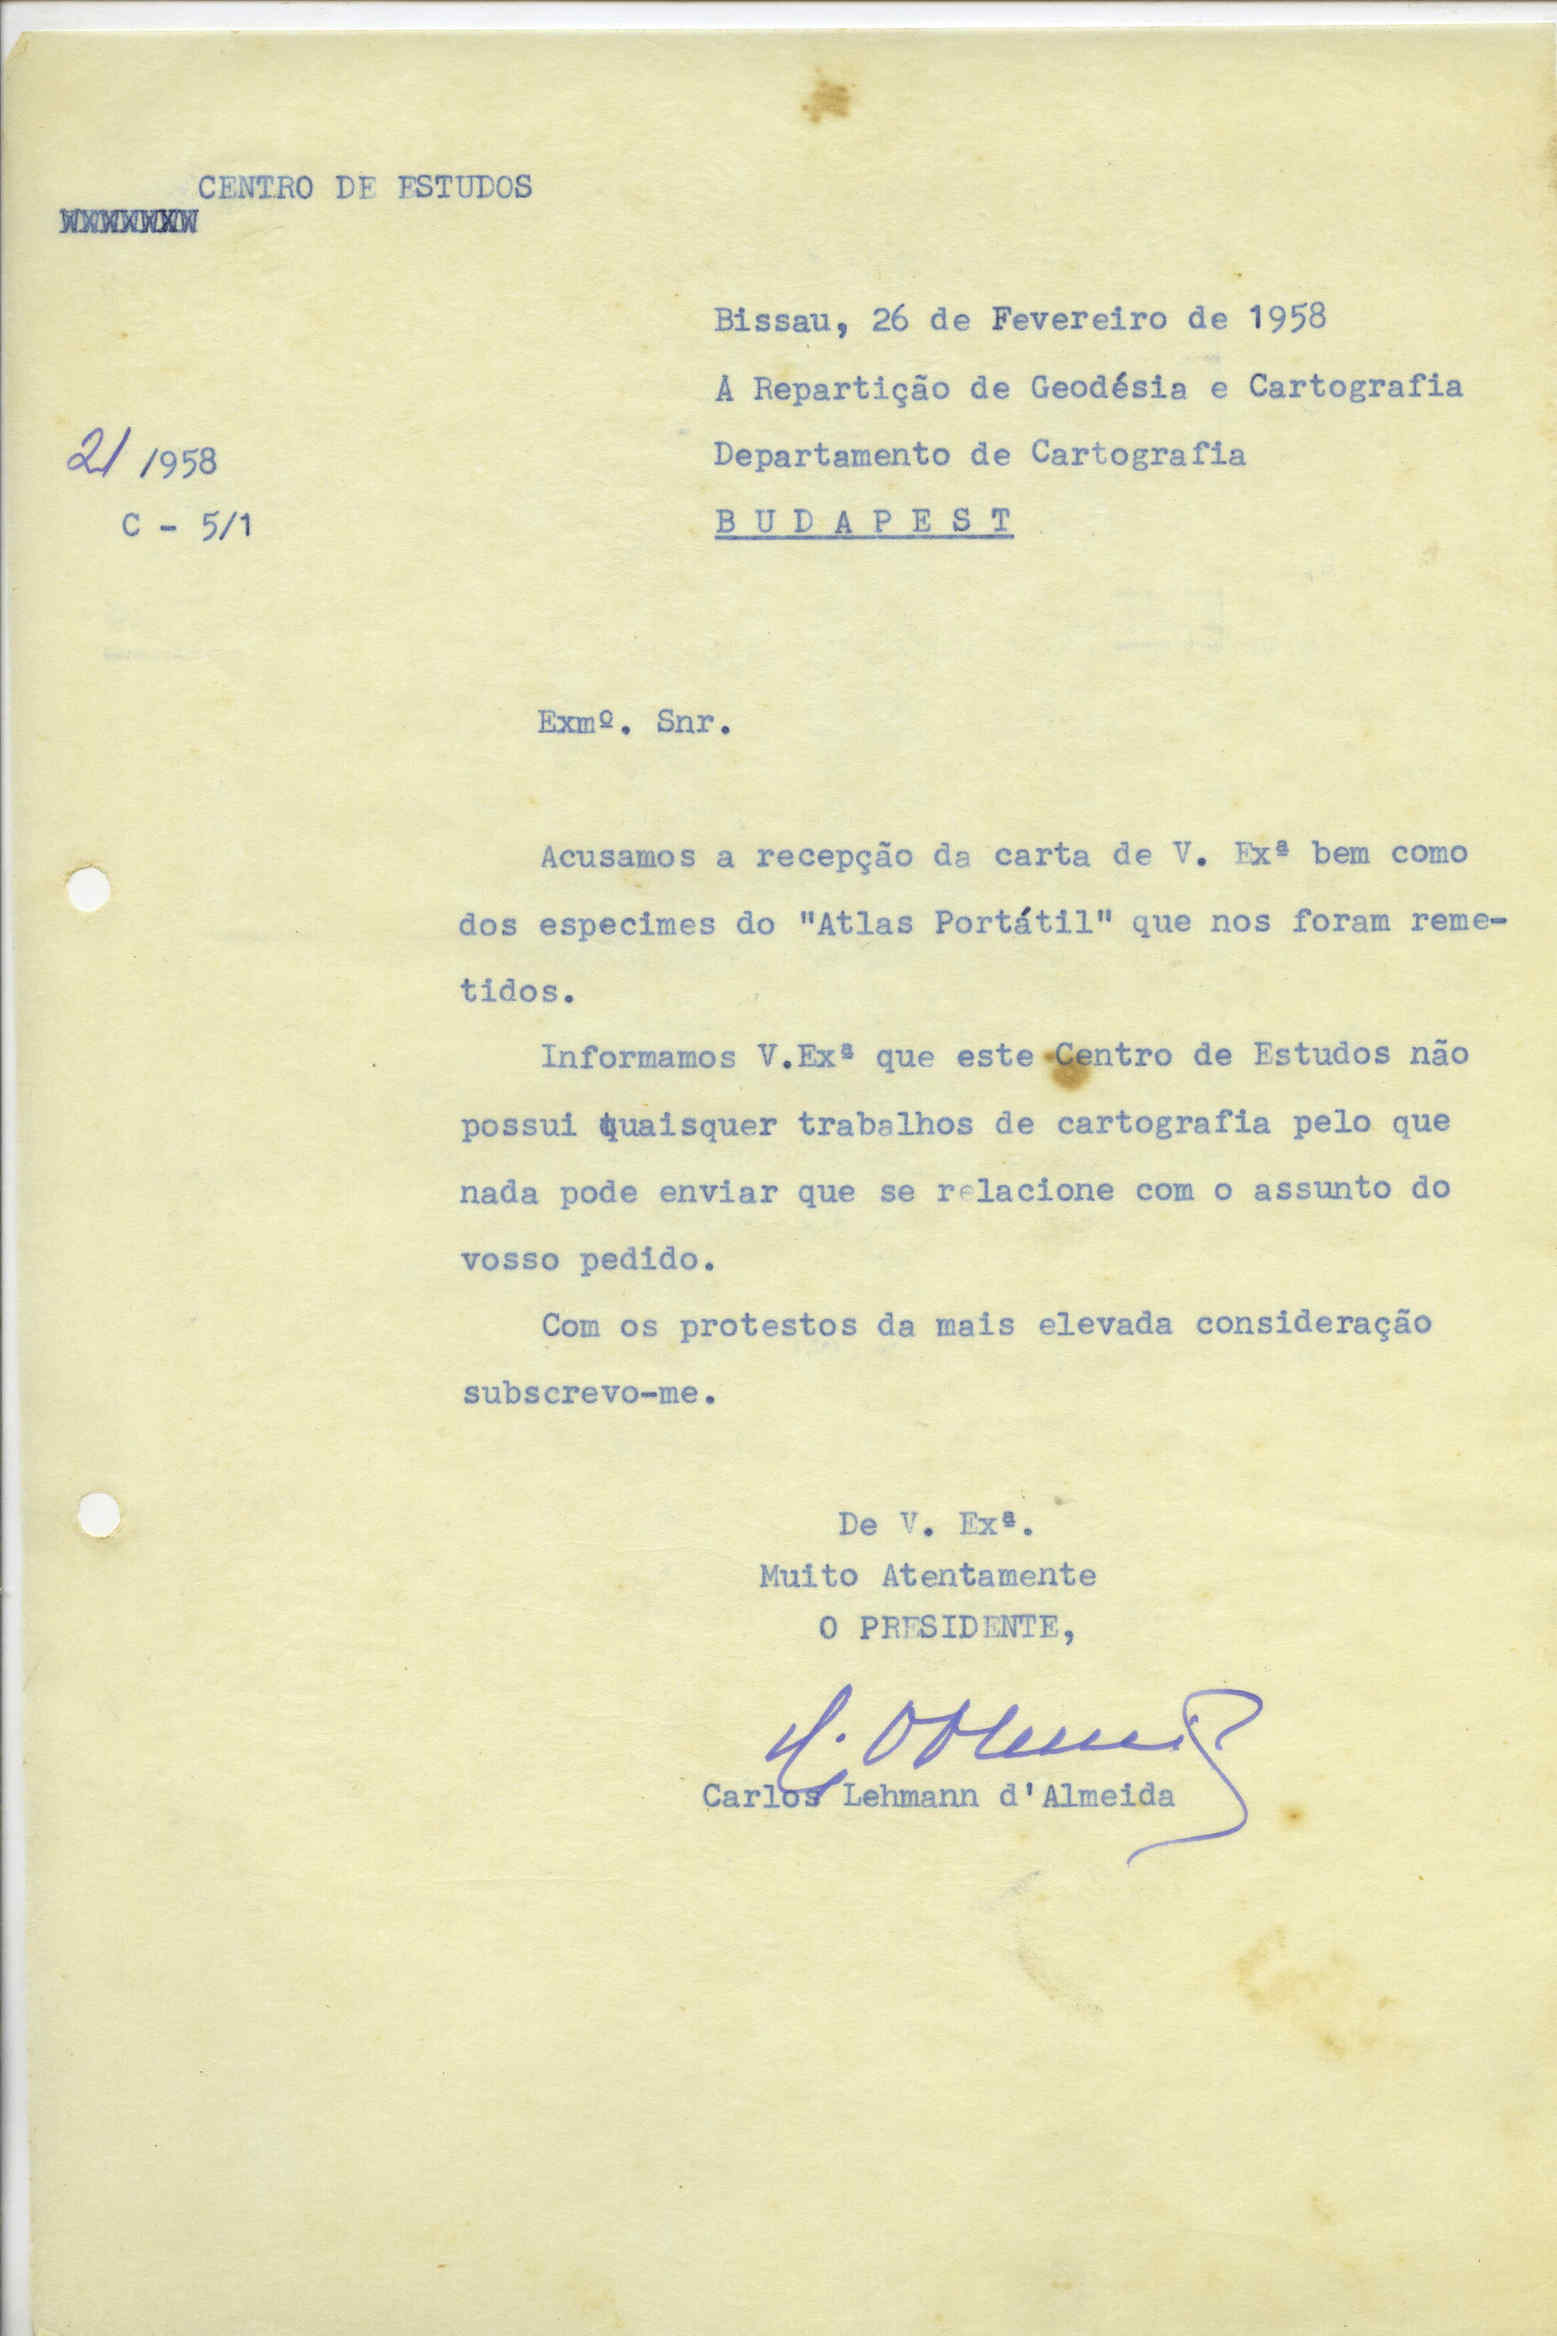 CENTRO DE ESTUDOS
Bissau, 26 de Fevereiro de 1958
A Repartição de Geodésia e Cartografia
21/1958
Departamento de Cartografia
C - 5/1
BUDAPEST
Exmº. Snr.
Acusamos a recepção da carta de V. Exª bem como
dos especimes do "Atlas Portátil" que nos foram reme-
tidos.
Informamos V.Exª que este Centro de Estudos não
possui quaisquer trabalhos de cartografia pelo que
nada pode enviar que se relacione com o assunto do
vosso pedido.
Com os protestos da mais elevada consideração
subscrevo-me.
De V. Exª.
Muito Atentamente
O PRESIDENTE,
Carlos Lehmann d'Almeida